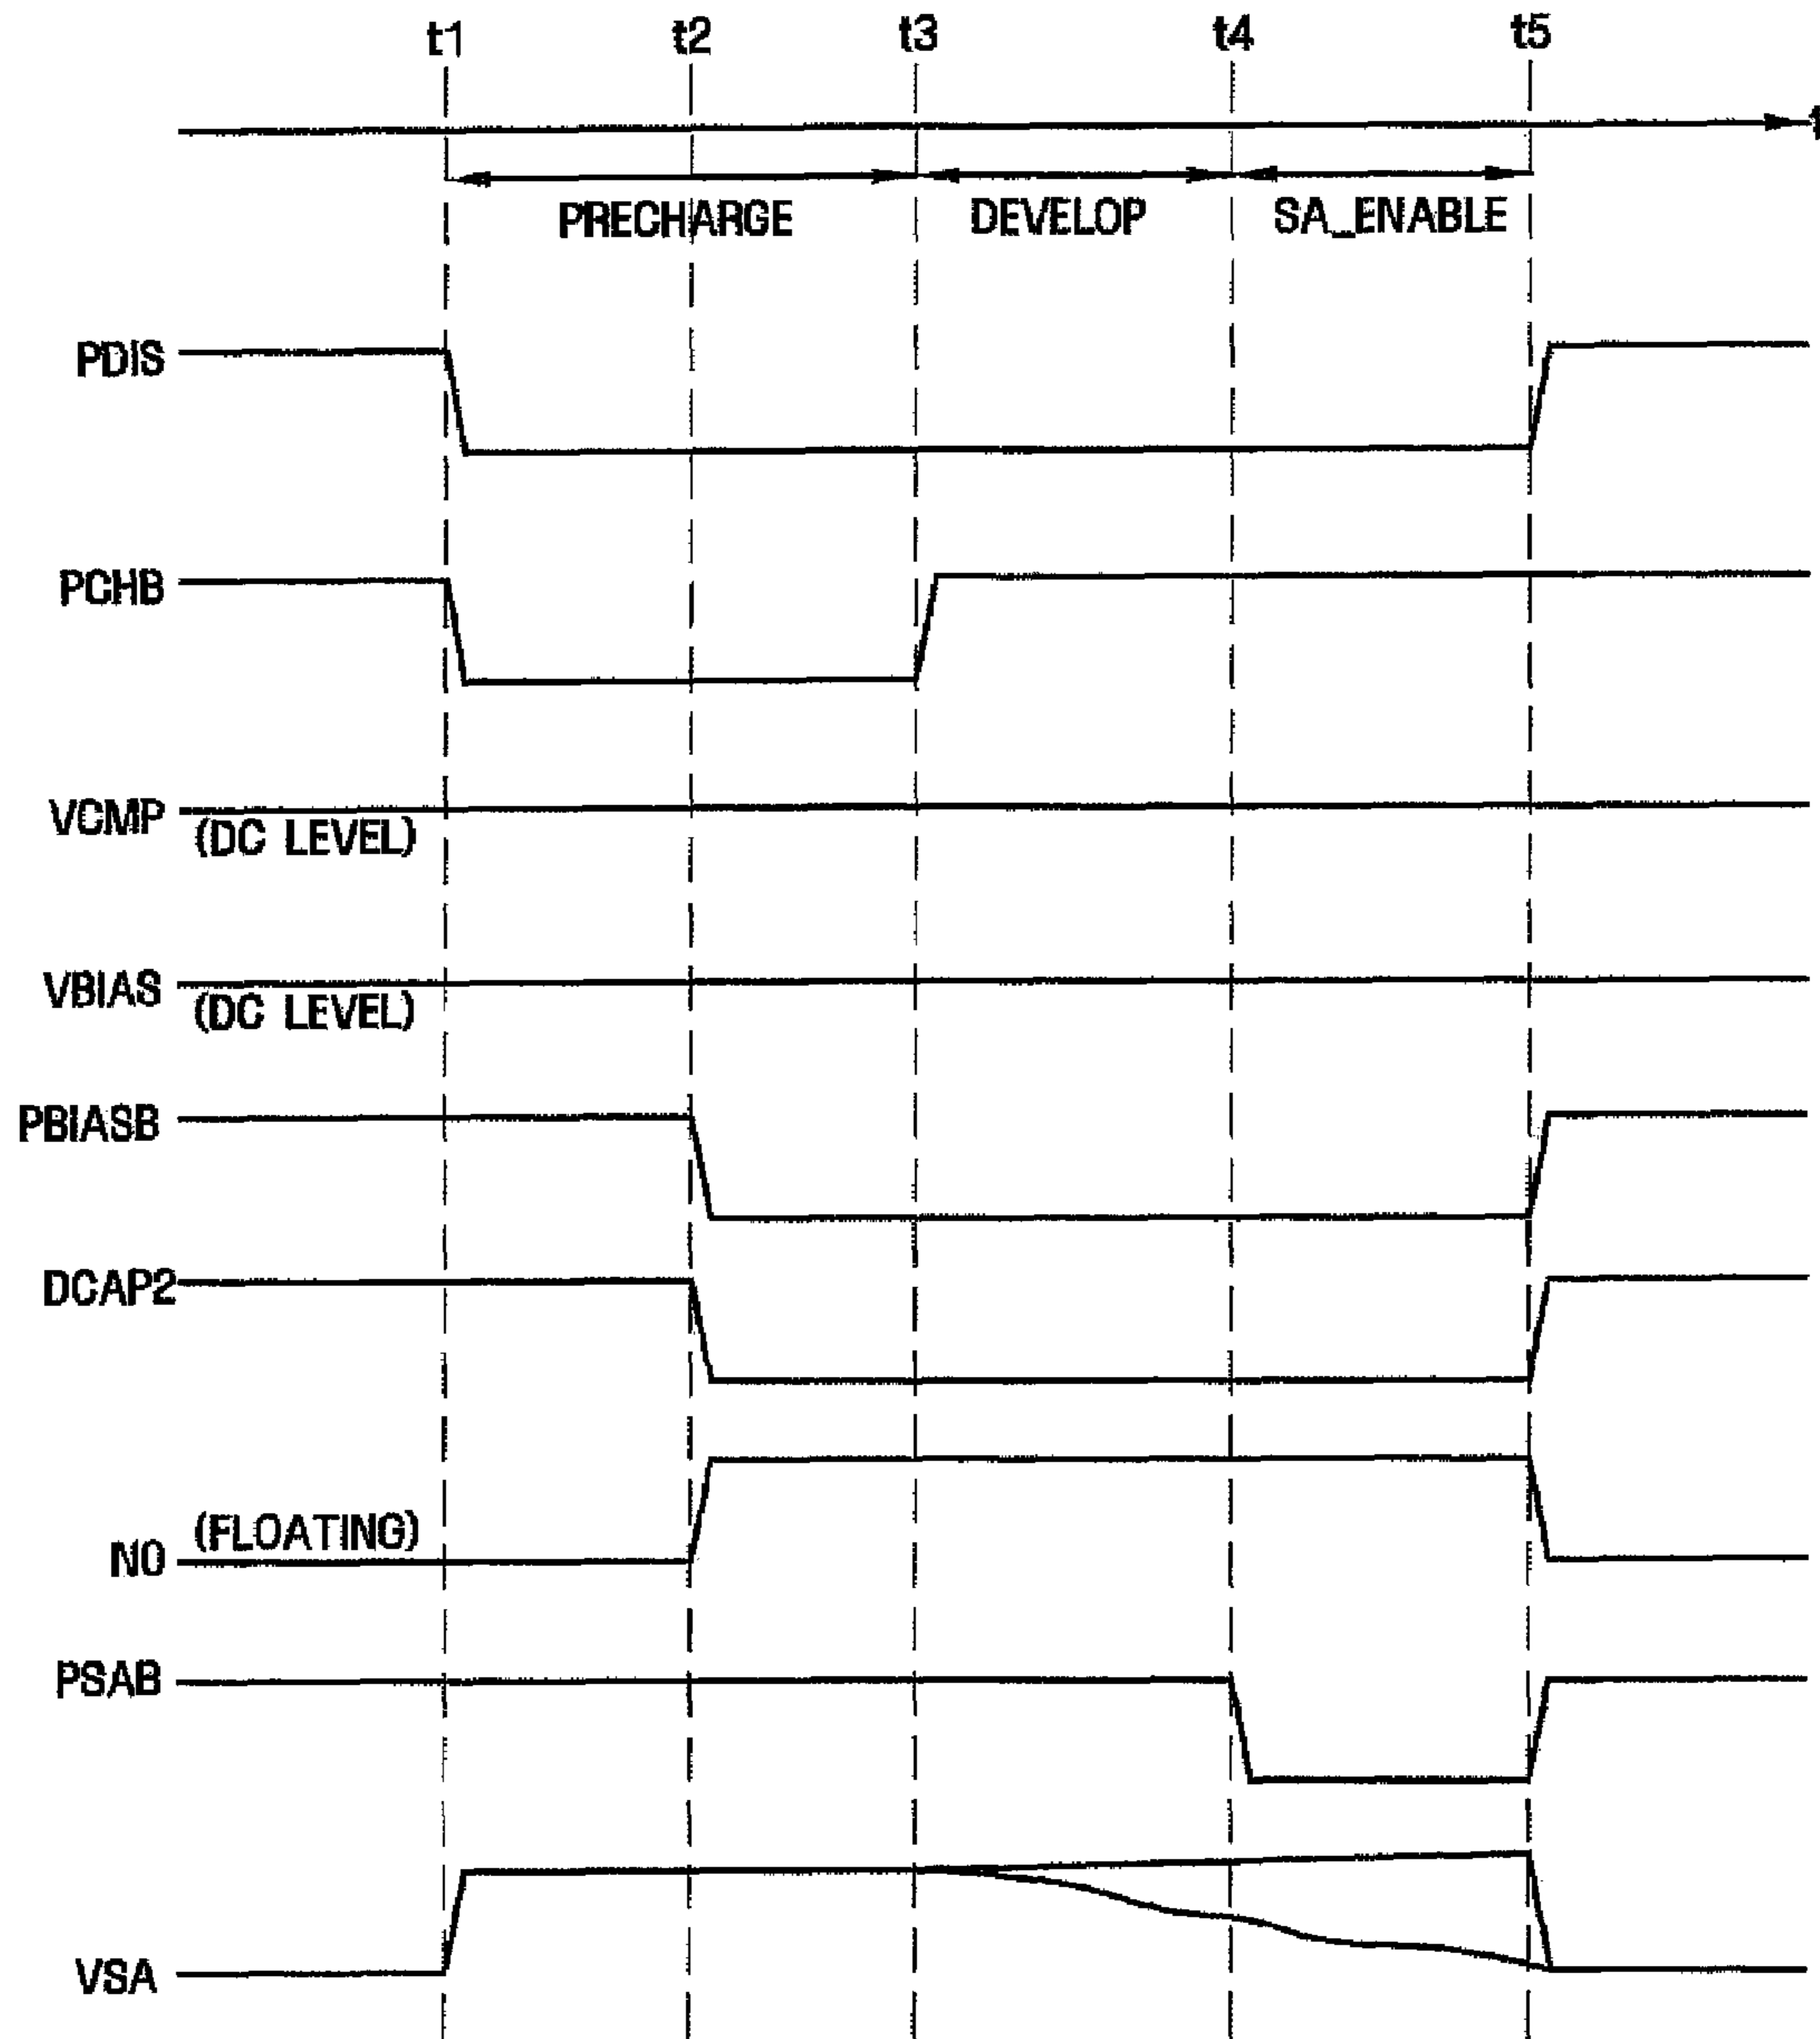 t1 t2 t3 t4 t5
t
PRECHARGE DEVELOP SA_ENABLE
PDIS
PCHB
VCMP
(DC LEVEL)
VBIAS
(DC LEVEL)
PBIASB
DCAP2
(FLOATING)
N0
PSAB
VSA